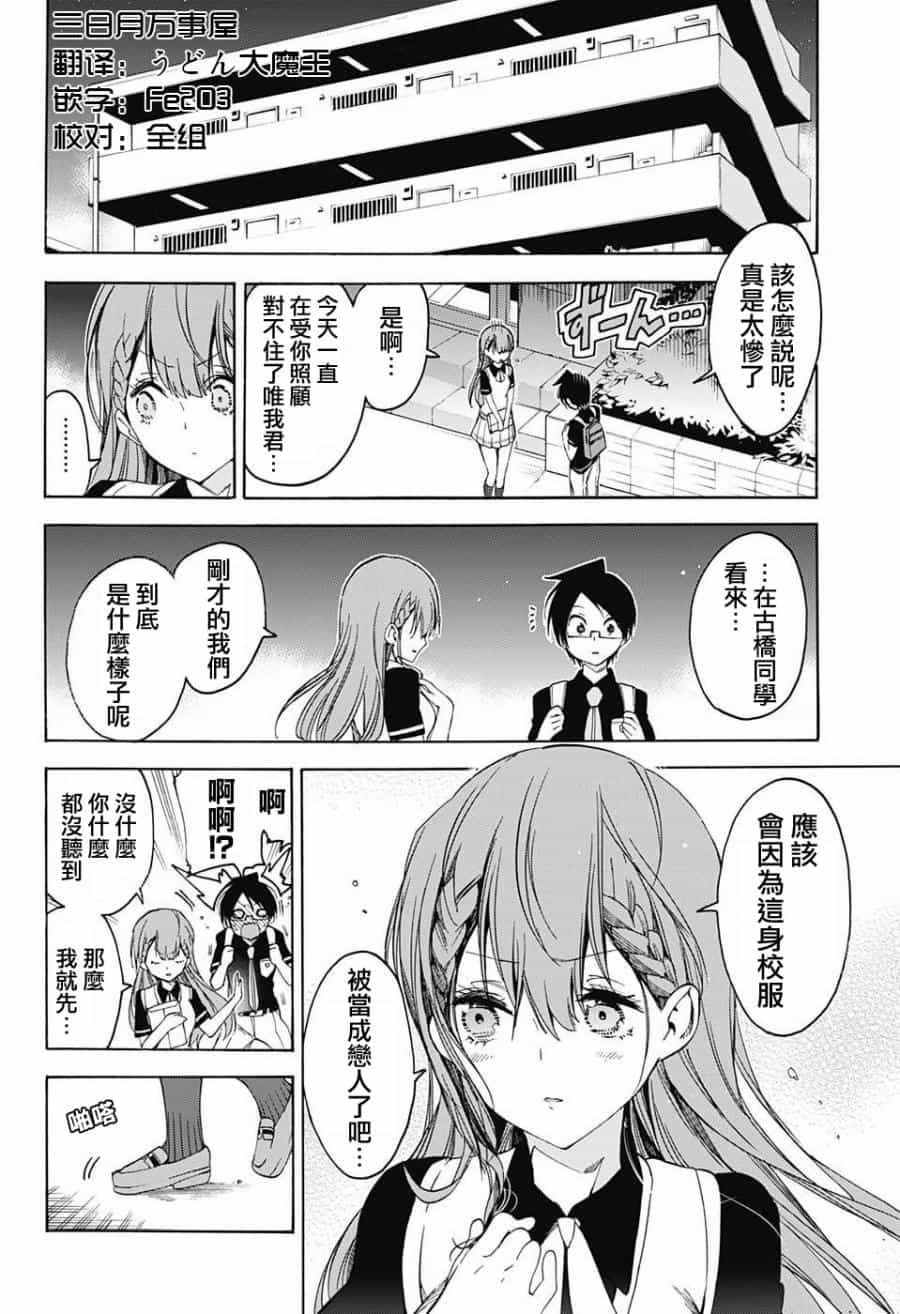 三日月万事屋
翻译：うどん大魔王
嵌字：Fe203
校对：全组
該怎麼說呢…
真是太慘了
ずーん…
是啊…
今天一直
在受你照顧
對不住了唯我君…
………
…在古橋同學
看來…
剛才的我們
到底
是什麼樣子呢
應該
會因為這身校服
被當成戀人了吧…
啊
啊啊!?
沒什麼
你什麼
都沒聽到
那麼
我就先…
啪嗒